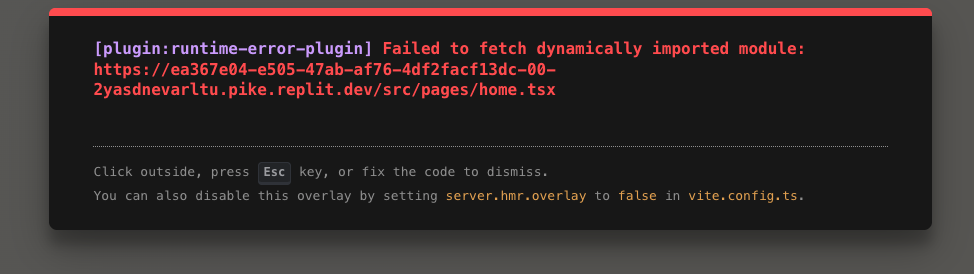 [plugin:runtime-error-plugin] Failed to fetch dynamically imported module:
https://ea367e04-e505-47ab-af76-4df2facf13dc-00-
2yasdnevarltu.pike.replit.dev/src/pages/home.tsx
Click outside, press Esc key, or fix the code to dismiss.
You can also disable this overlay by setting server.hmr.overlay to false in vite.config.ts.